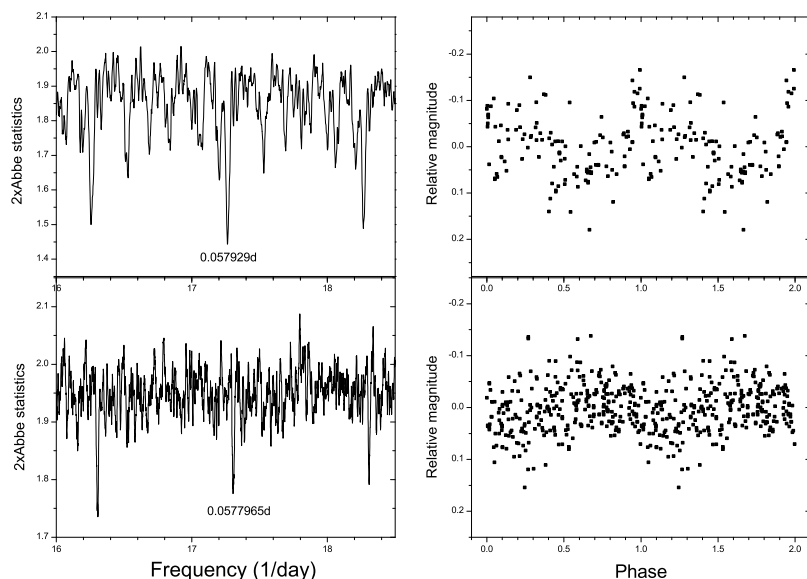 2.1
2.0
1.9
1.8
1.7
1.6
1.5
1.4
2xAbbe statistics
0.057929d
16 17 18
-0.2
-0.1
0.0
0.1
0.2
Relative magnitude
0.0 0.5 1.0 1.5 2.0
2.1
2.0
1.9
1.8
1.7
2xAbbe statistics
0.0577965d
16 17 18
Frequency (1/day)
-0.2
-0.1
0.0
0.1
0.2
Relative magnitude
0.0 0.5 1.0 1.5 2.0
Phase